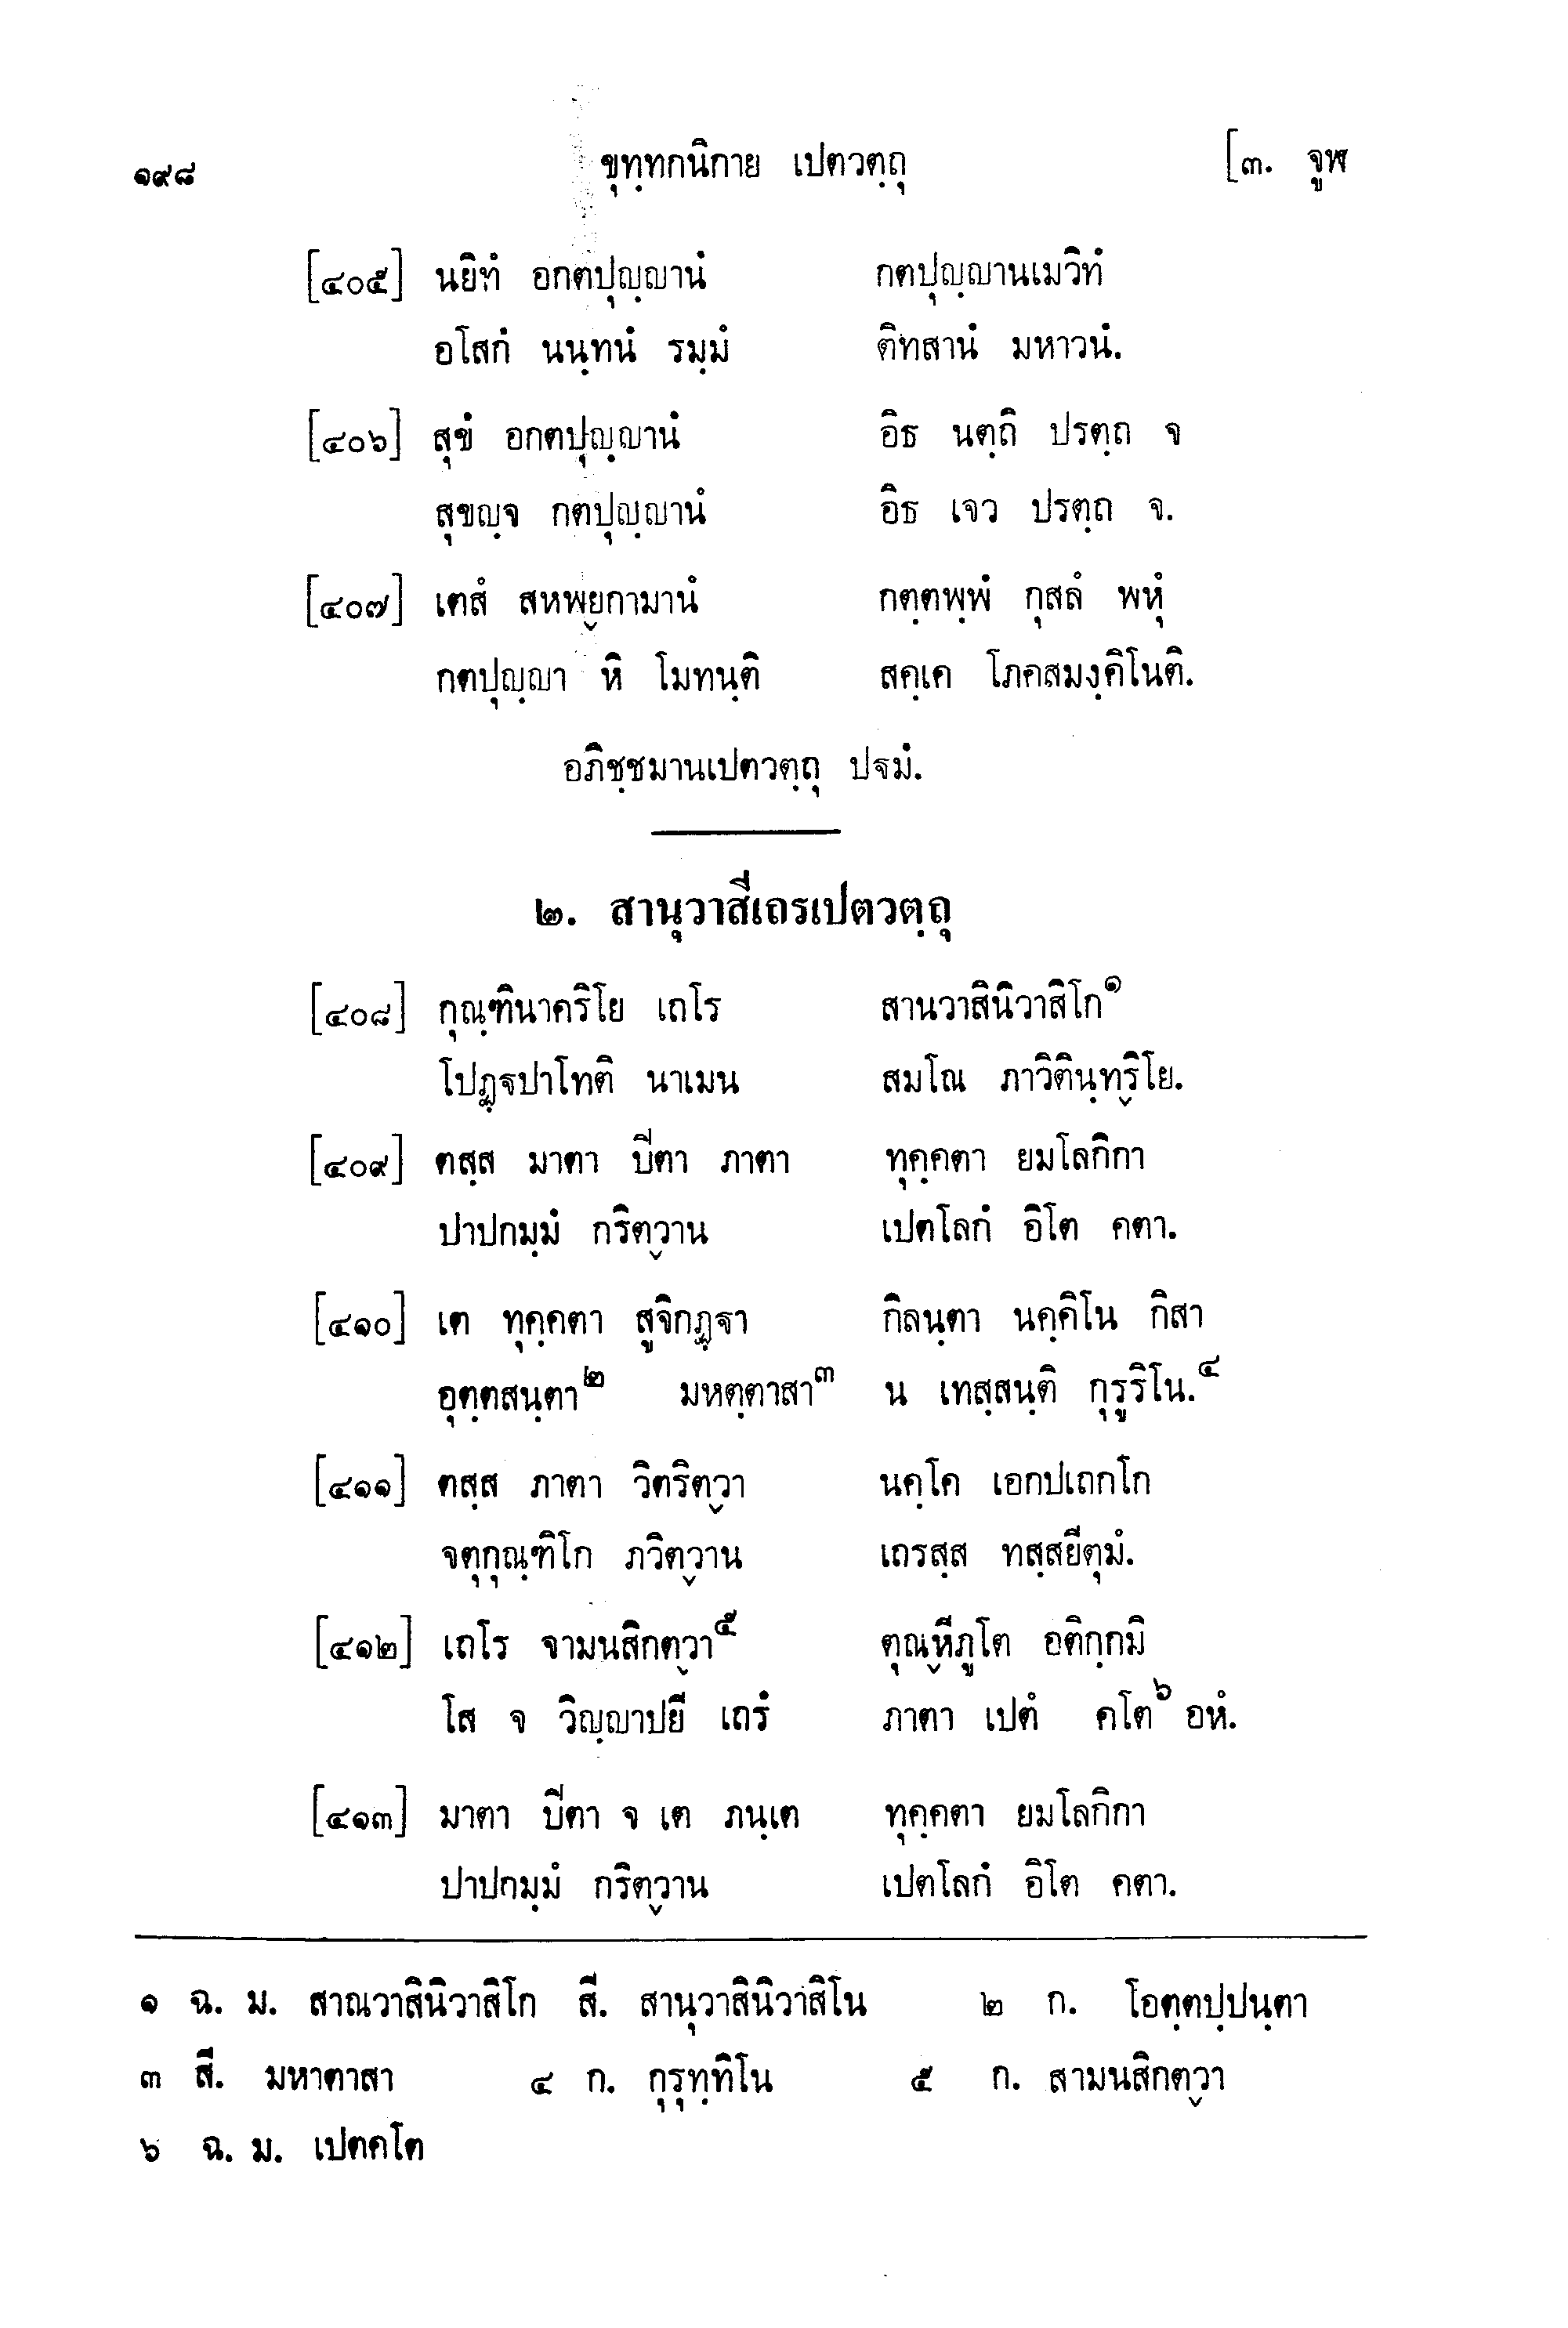 ๑๙๘ ขุทฺทกนิกาย เปตวตฺถุ [๓. จูฬ
[๔๐๕] นยิทํ อกตปุญฺญานํ กตปุญฺญานเมวิทํ
อโสกํ นนฺทนํ รมฺมํ ติทสานํ มหาวนํ.
[๔๐๖] สุขํ อกตปุญฺญานํ อิธ นตฺถิ ปรตฺถ จ
สุขญฺจ กตปุญฺญานํ อิธ เจว ปรตฺถ จ.
[๔๐๗] เตสํ สหพฺยกามานํ กตฺตพฺพํ กุสลํ พหุํ
กตปุญฺญา หิ โมทนฺติ สคฺเค โภคสมงฺคิโนติ.
อภิชฺชมานเปตวตฺถุ ปฐมํ.
๒. สานุวาสีเถรเปตวตฺถุ
[๔๐๘] กุณฺฑินาคริโย เถโร สานวาสินิวาสิโก๑
โปฏฺฐปาโทติ นาเมน สมโณ ภาวิตินฺทฺริโย.
[๔๐๙] ตสฺส มาตา ปีตา ภาตา ทุคฺคตา ยมโลกิกา
ปาปกมฺมํ กริตฺวาน เปตโลกํ อิโต คตา.
[๔๑๐] เต ทุคฺคตา สูจิกฏฺฐา กิลนฺตา นคฺคิโน กิสา
อุตฺตสนฺตา๒ มหตฺตาสา๓ น เทสฺสนฺติ กุรูริโน.๔
[๔๑๑] ตสฺส ภาตา วิตริตฺวา นคฺโค เอกปเถกโก
จตุกุณฺฑิโก ภวิตฺวาน เถรสฺส ทสฺสยีตุมํ.
[๔๑๒] เถโร จามนสิกตฺวา๕ ตุณฺหีภูโต อติกฺกมิ
โส จ วิญฺญาปยี เถรํ ภาตา เปตํ คโต๖ อหํ.
[๔๑๓] มาตา ปีตา จ เต ภนฺเต ทุคฺคตา ยมโลกิกา
ปาปกมฺมํ กริตฺวาน เปตโลกํ อิโต คตา.
๑ ฉ. ม. สาณวาสินิวาสิโก สี. สานุวาสินิวาสิโน ๒ ก. โอตฺตปฺปนฺตา
๓ สี. มหาตาสา ๔ ก. กุรุทฺทิโน ๕ ก. สามนสิกตฺวา
๖ ฉ. ม. เปตคโต